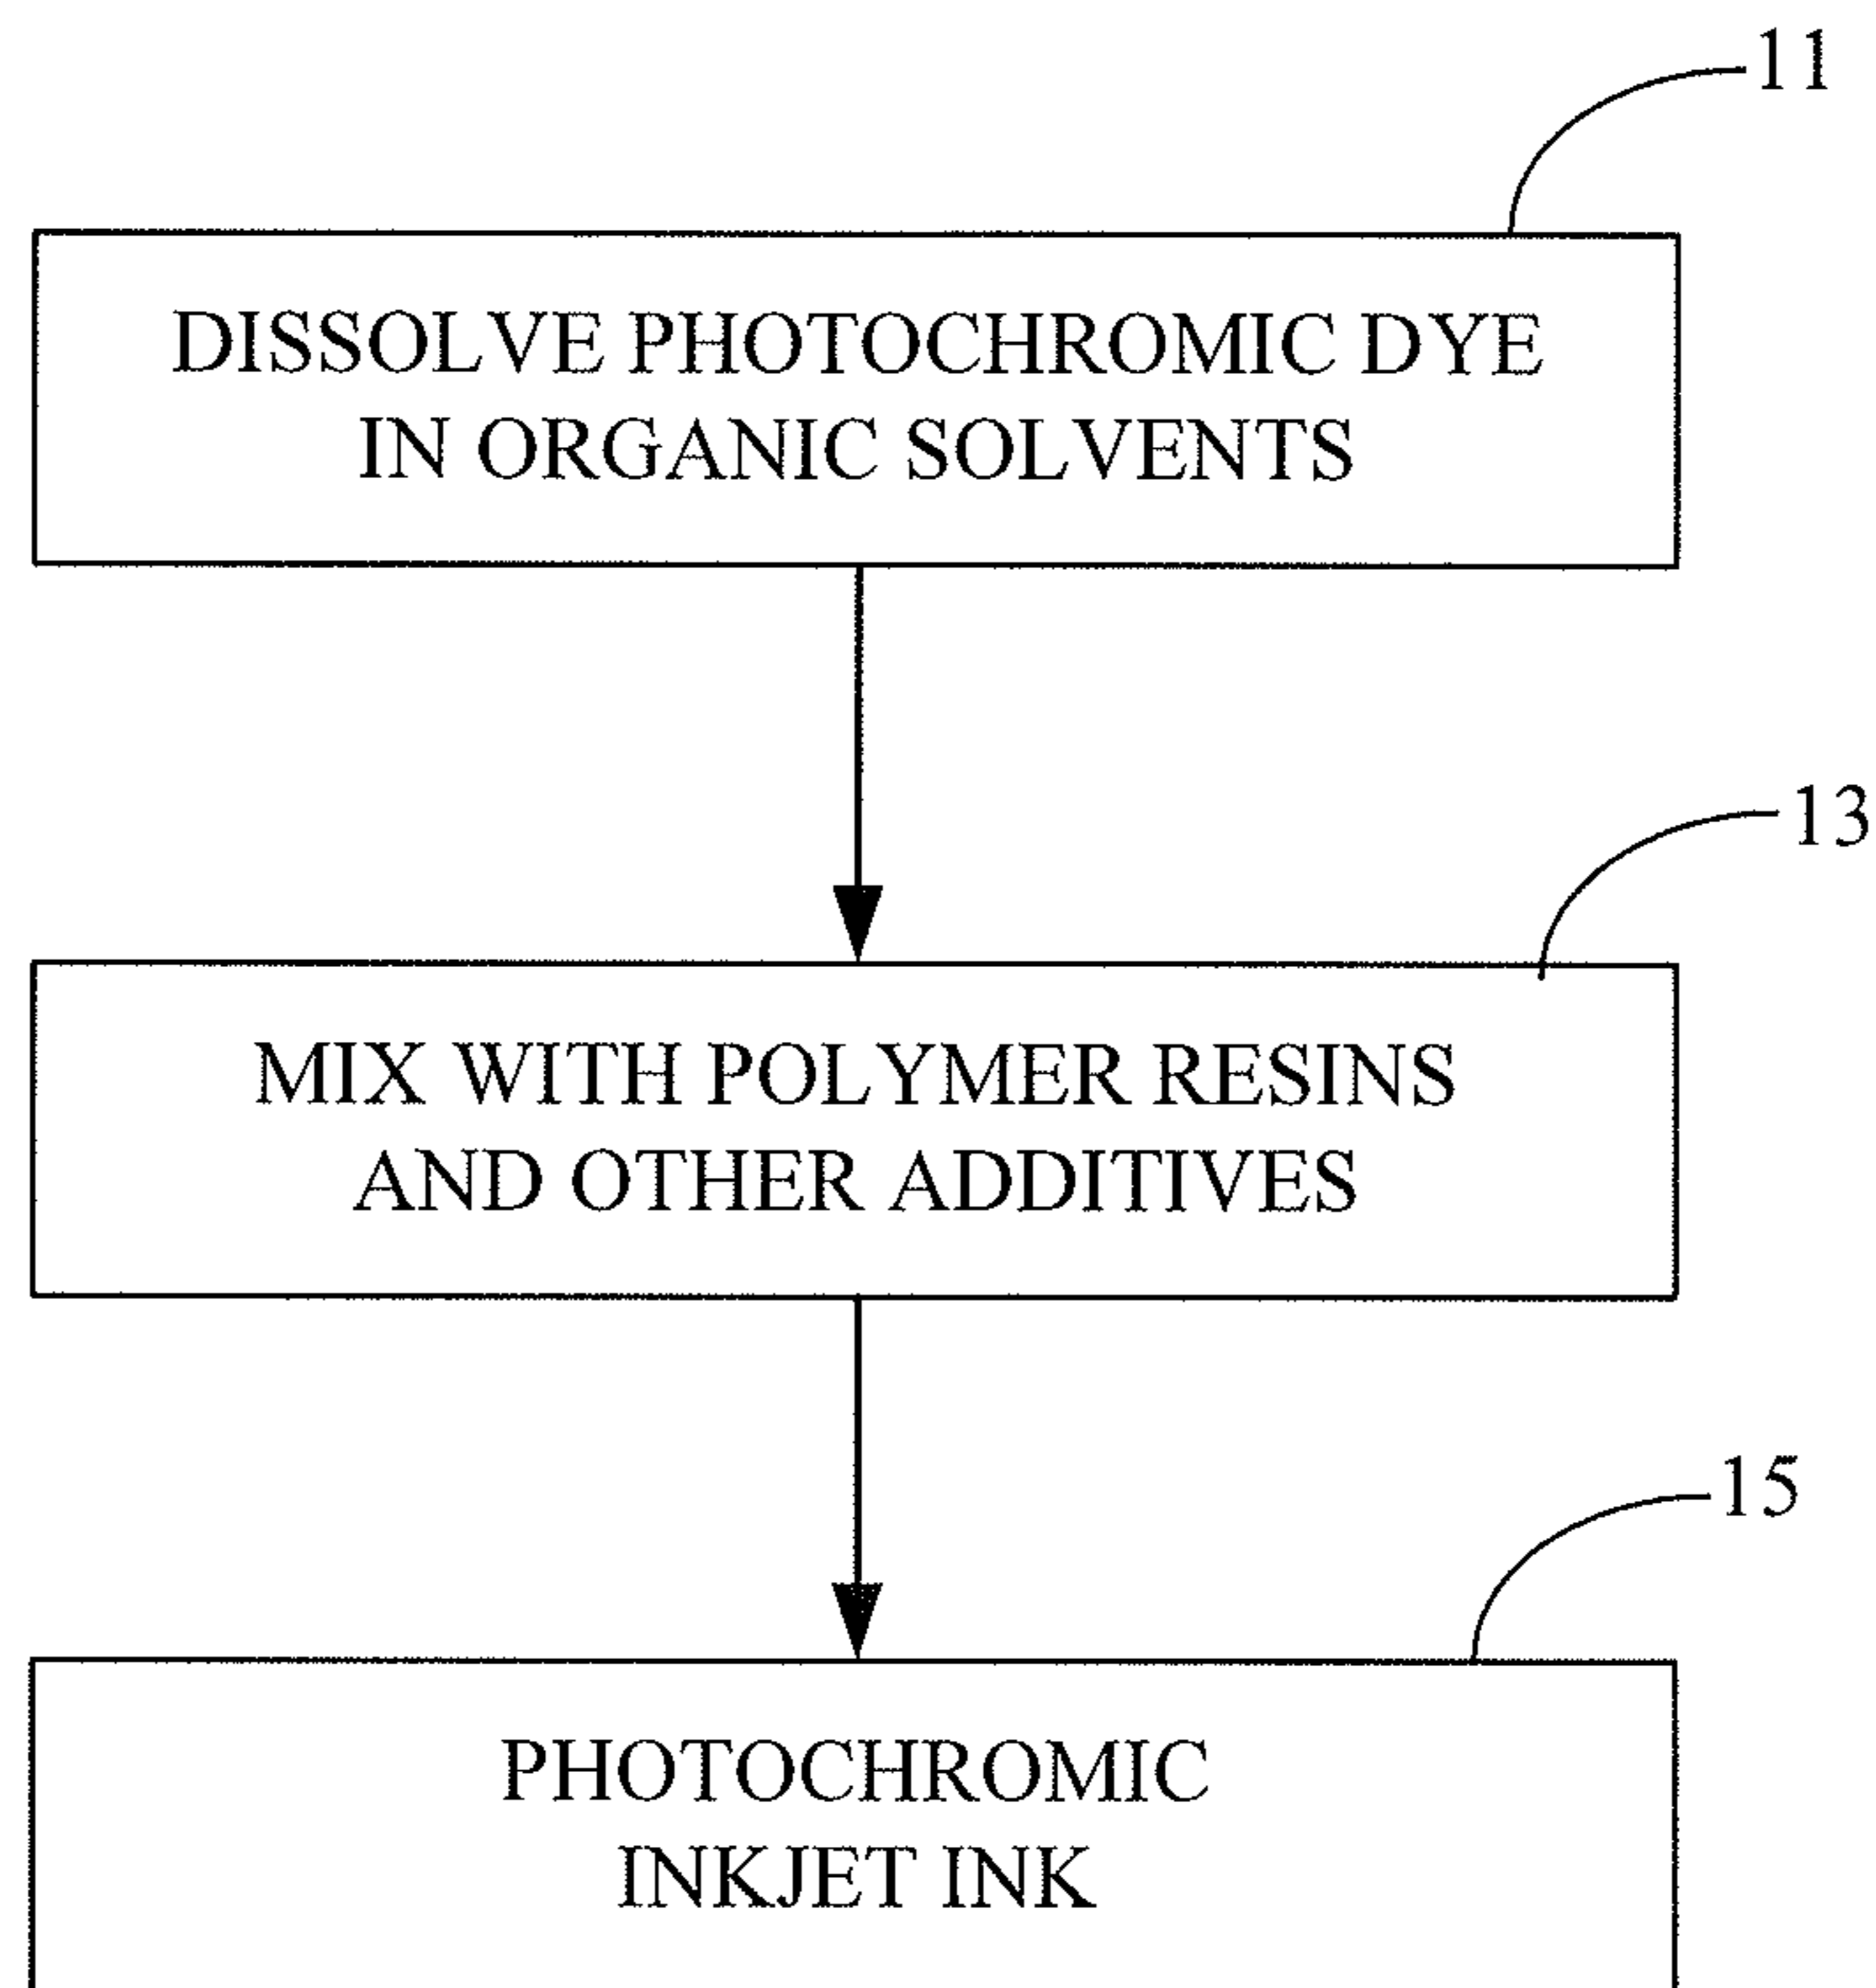 11
DISSOLVE PHOTOCHROMIC DYE
IN ORGANIC SOLVENTS
13
MIX WITH POLYMER RESINS
AND OTHER ADDITIVES
15
PHOTOCHROMIC
INKJET INK